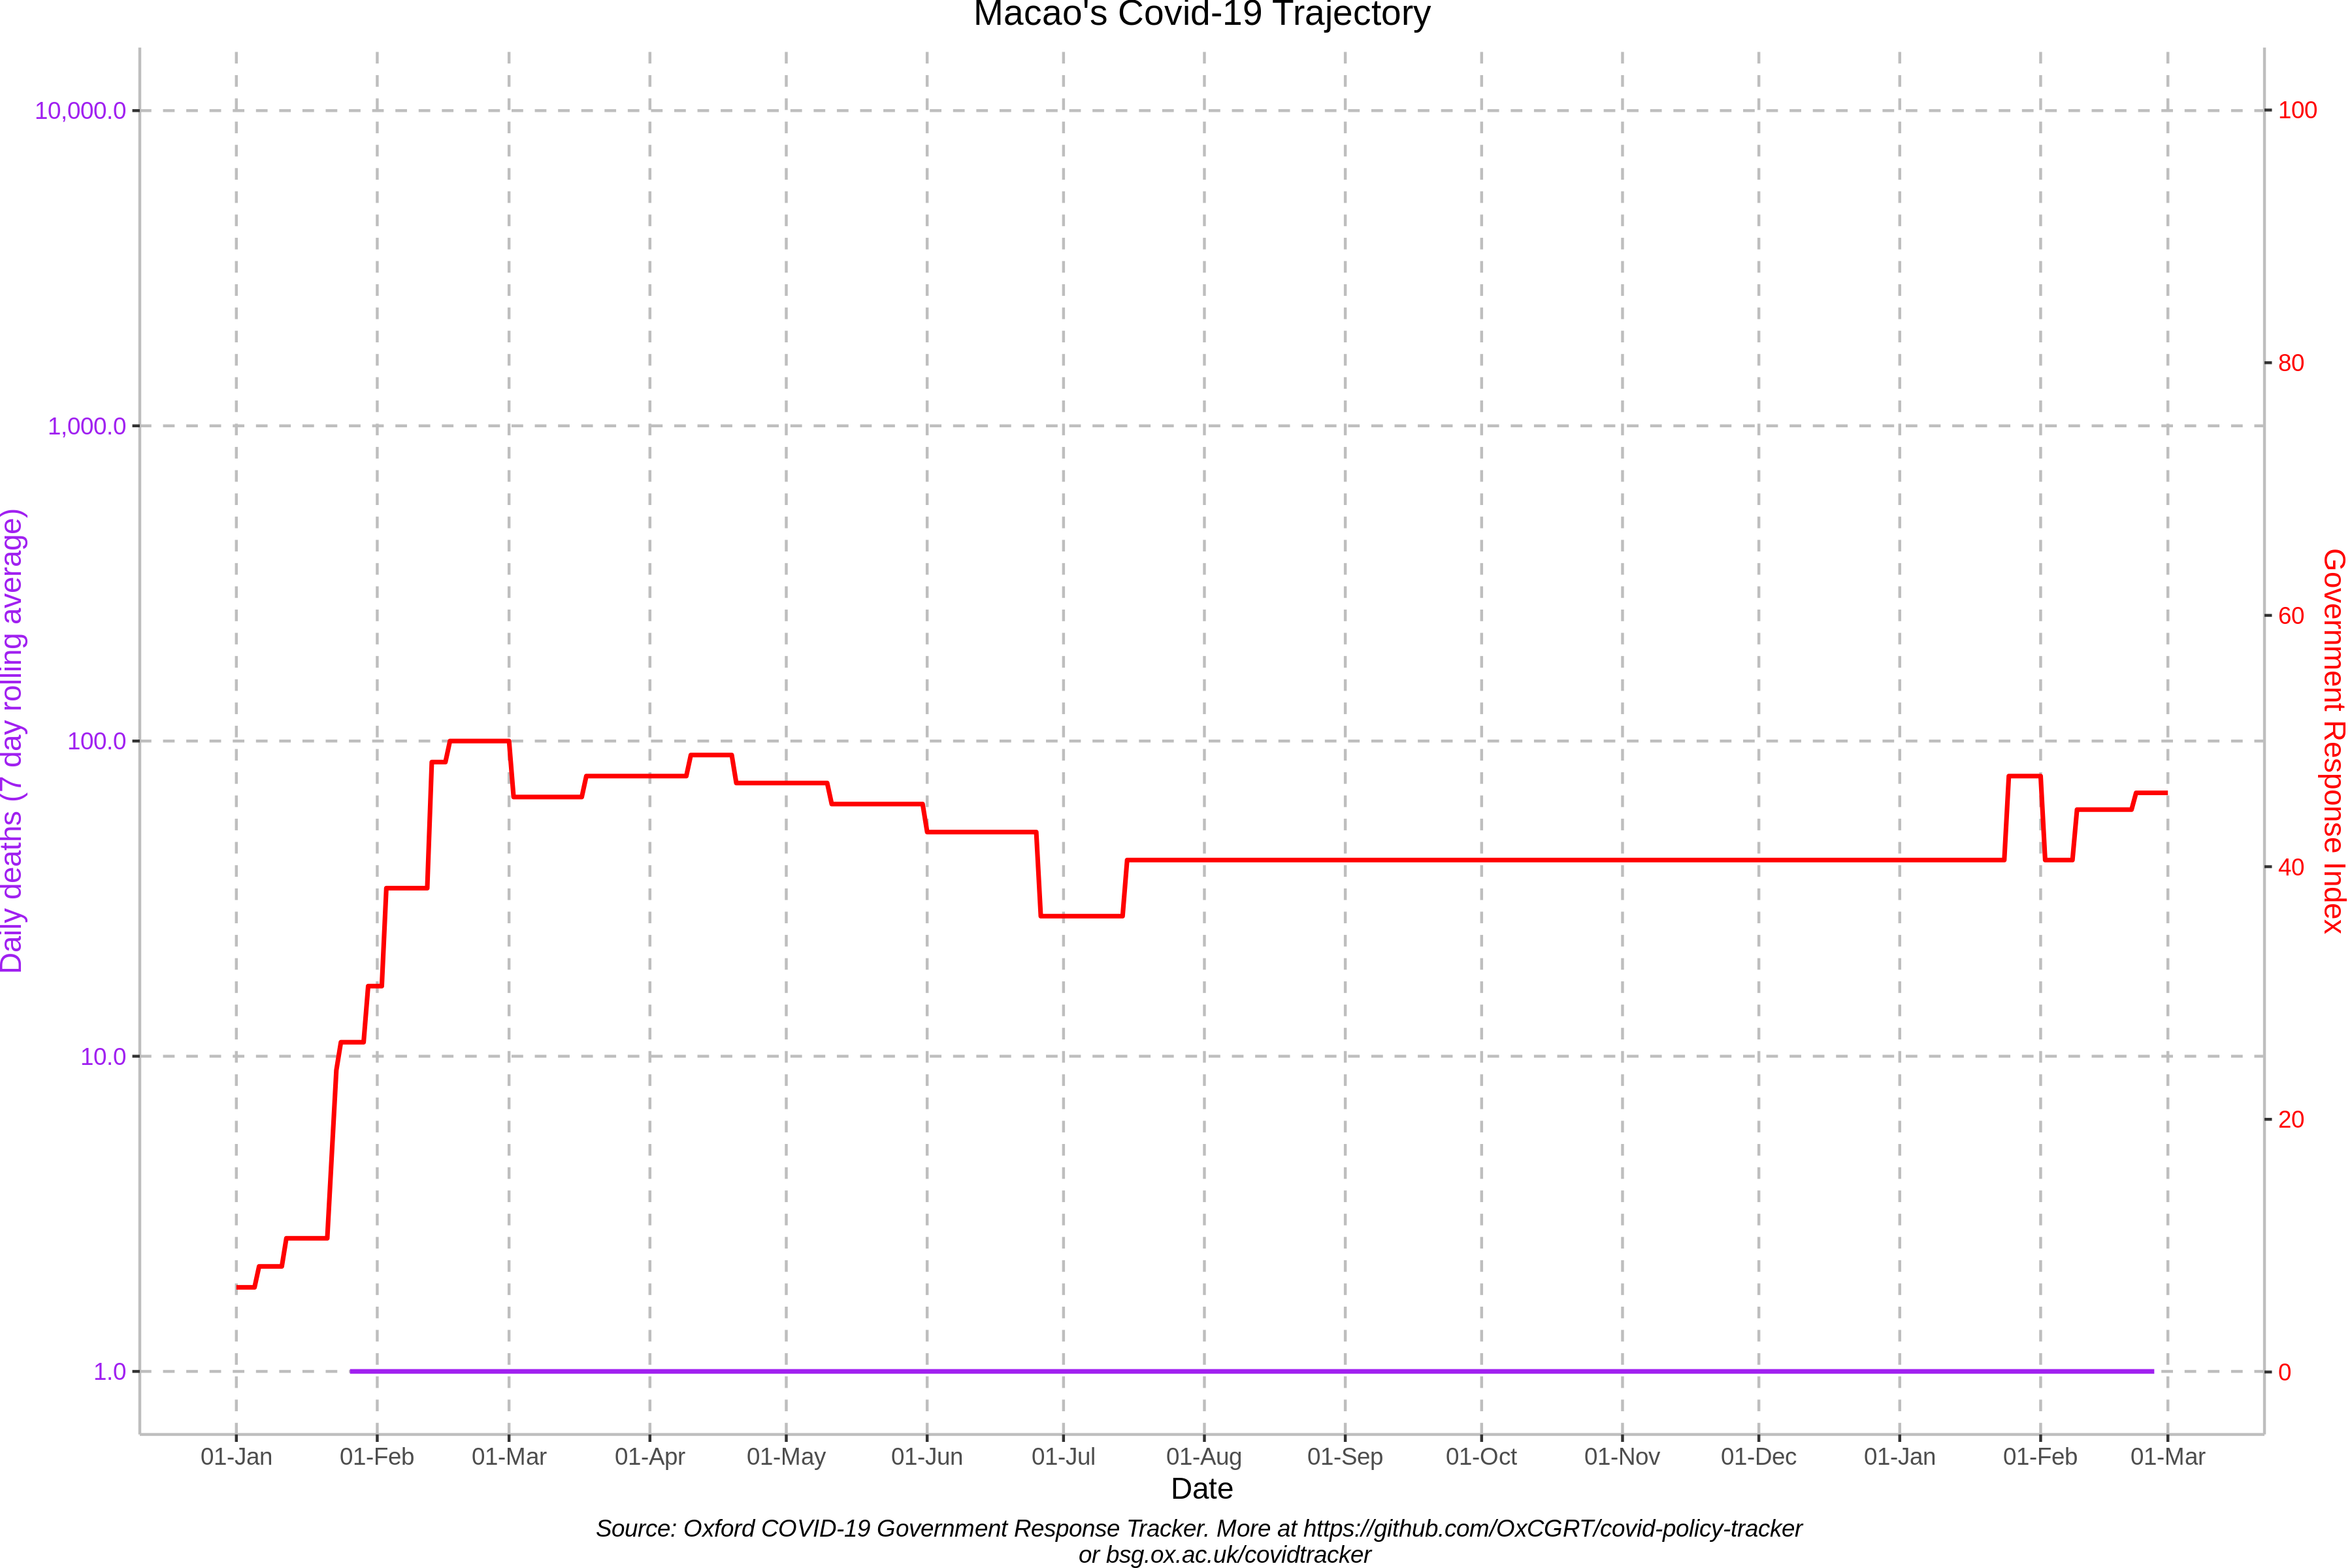 Macao's Covid-19 Trajectory
10,000.0
1,000.0
100.0
10.0
1.0
Daily deaths (7 day rolling average)
100
80
60
40
20
0
Government Response Index
01-Jan 01-Feb 01-Mar 01-Apr 01-May 01-Jun 01-Jul 01-Aug 01-Sep 01-Oct 01-Nov 01-Dec 01-Jan 01-Feb 01-Mar
Date
Source: Oxford COVID-19 Government Response Tracker. More at https://github.com/OxCGRT/covid-policy-tracker
or bsg.ox.ac.uk/covidtracker